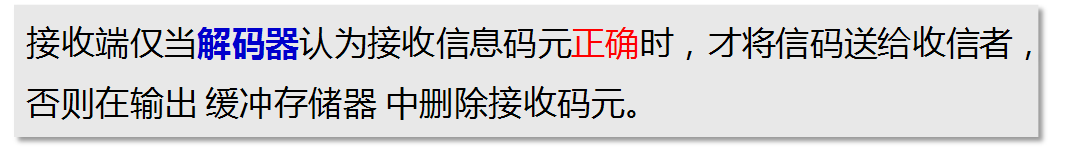 接收端仅当解码器认为接收信息码元正确时，才将信码送给收信者，
否则在输出 缓冲存储器 中删除接收码元。